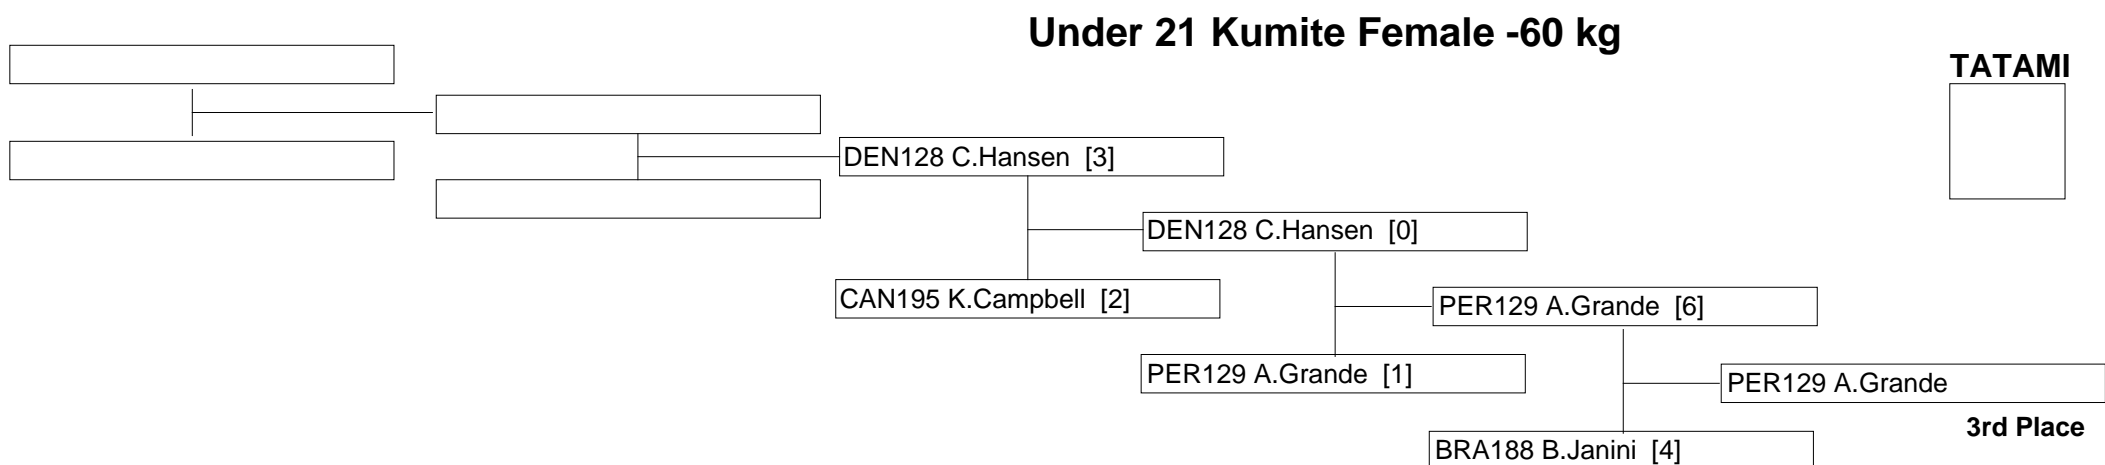 Under 21 Kumite Female -60 kg
TATAMI
DEN128 C.Hansen [3]
DEN128 C.Hansen [0]
CAN195 K.Campbell [2]
PER129 A.Grande [6]
PER129 A.Grande [1]
PER129 A.Grande
3rd Place
BRA188 B.Janini [4]